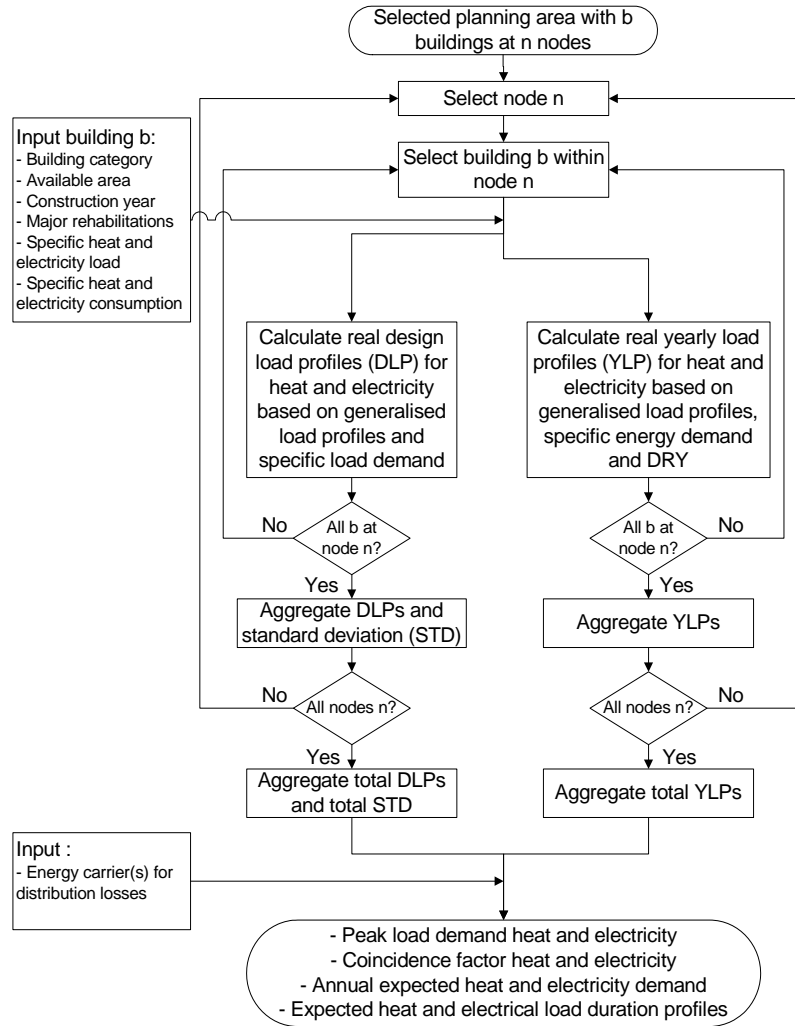 Selected planning area with b
buildings at n nodes
Select node n
Input building b:
- Building category
- Available area
- Construction year
- Major rehabilitations
- Specific heat and
electricity load
- Specific heat and
electricity consumption
Select building b within
node n
Calculate real design
load profiles (DLP) for
heat and electricity
based on generalised
load profiles and
specific load demand
Calculate real yearly load
profiles (YLP) for heat and
electricity based on
generalised load profiles,
specific energy demand
and DRY
No
All b at
node n?
All b at
node n?
No
Yes
Yes
Aggregate DLPs and
standard deviation (STD)
Aggregate YLPs
No
All nodes n?
All nodes n?
No
Yes
Yes
Aggregate total DLPs
and total STD
Aggregate total YLPs
Input :
- Energy carrier(s) for
distribution losses
- Peak load demand heat and electricity
- Coincidence factor heat and electricity
- Annual expected heat and electricity demand
- Expected heat and electrical load duration profiles